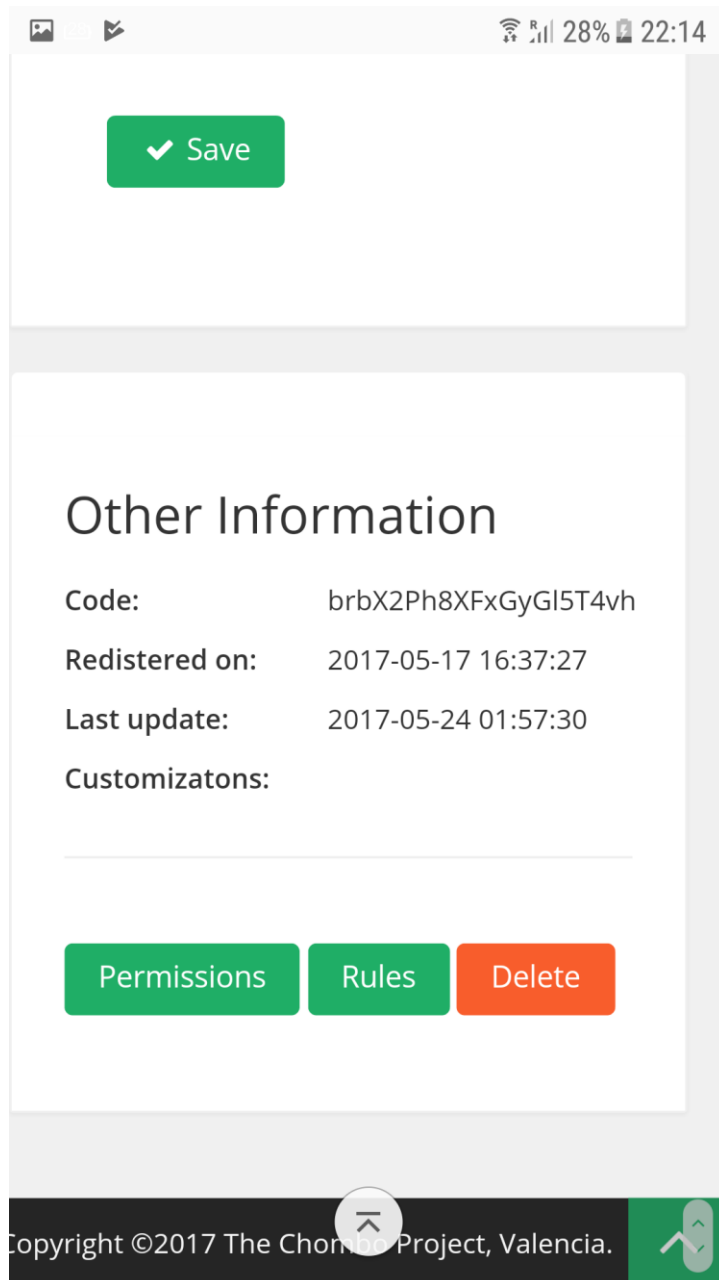 R 28% 22:14
Save
Other Information
Code: brbX2Ph8XFxGyGl5T4vh
Redistered on: 2017-05-17 16:37:27
Last update: 2017-05-24 01:57:30
Customizatons:
Permissions Rules Delete
Copyright ©2017 The Chombo Project, Valencia.